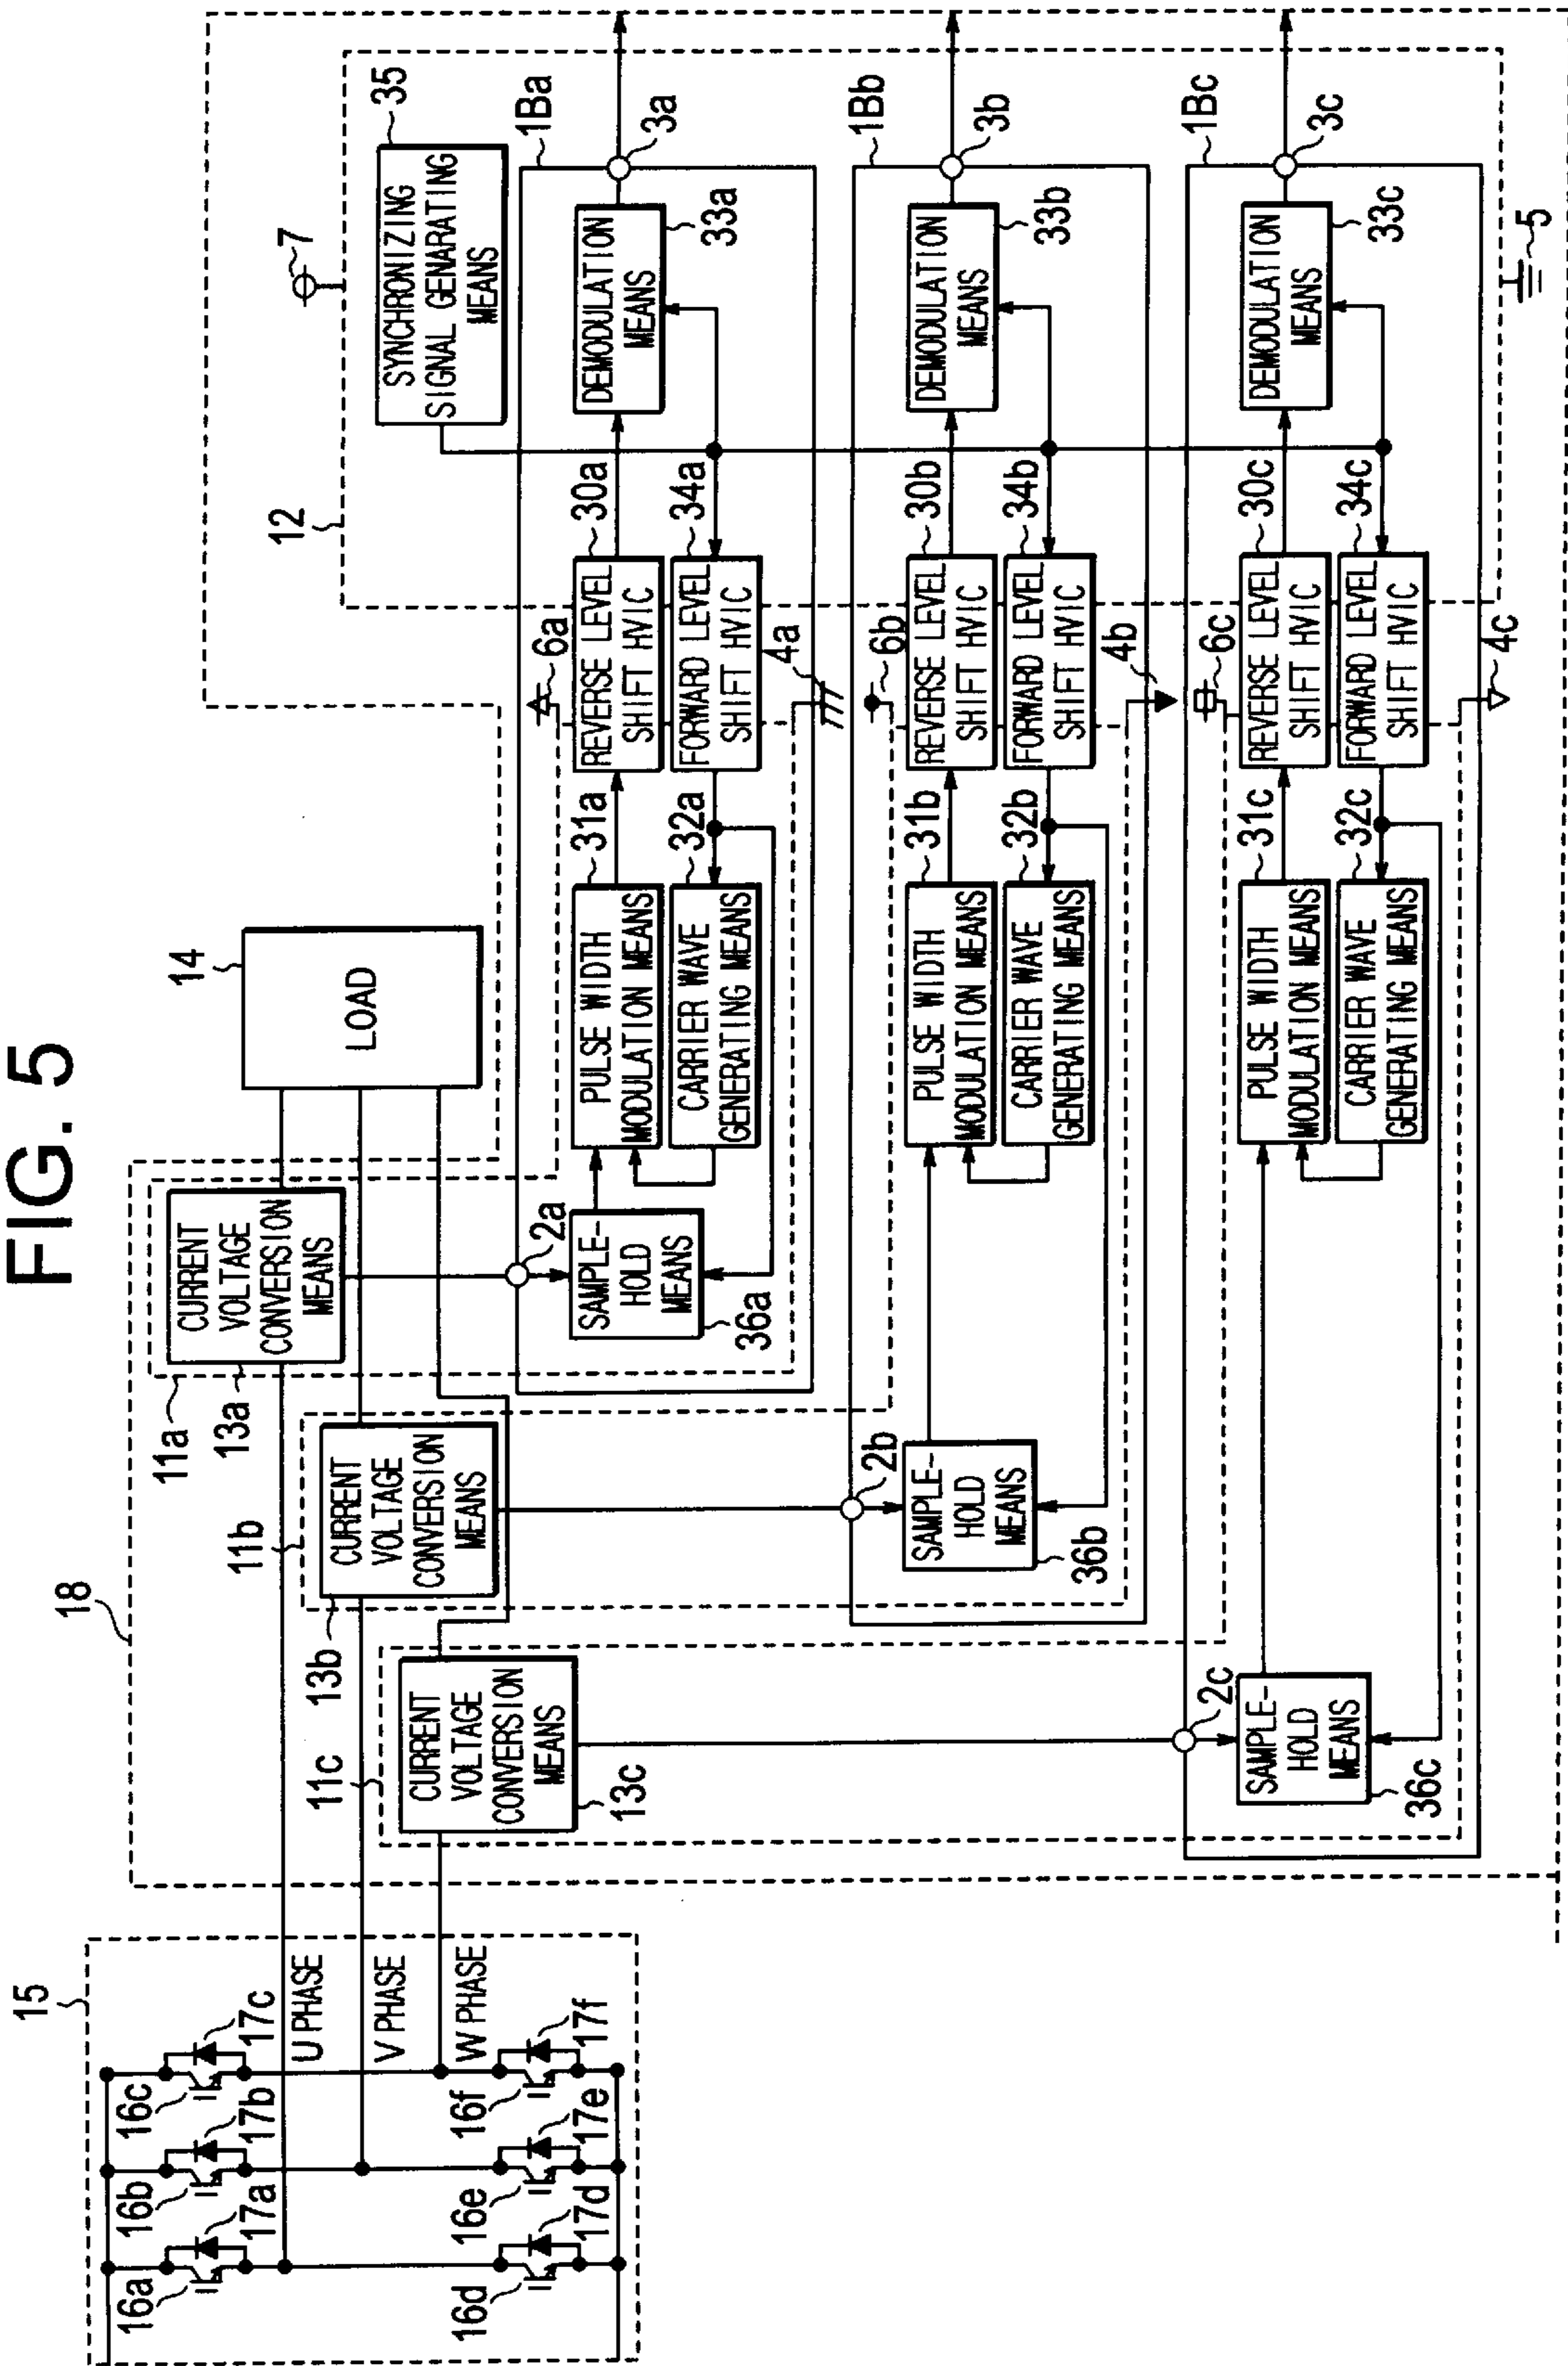 FIG. 5
15
16a
17a
16b
17b
16c
17c
16d
17d
16e
17e
16f
17f
U PHASE
V PHASE
W PHASE
18
11a
13a
CURRENT
VOLTAGE
CONVERSION
MEANS
11b
13b
CURRENT
VOLTAGE
CONVERSION
MEANS
11c
13c
CURRENT
VOLTAGE
CONVERSION
MEANS
14
LOAD
12
7
35
SYNCHRONIZING
SIGNAL GENARATING
MEANS
1Ba
2a
SAMPLE-
HOLD
MEANS
36a
31a
PULSE WIDTH
MODULATION MEANS
32a
CARRIER WAVE
GENERATING MEANS
6a
30a
REVERSE LEVEL
SHIFT HVIC
34a
FORWARD LEVEL
SHIFT HVIC
4a
DEMODULATION
MEANS
33a
3a
1Bb
2b
SAMPLE-
HOLD
MEANS
36b
31b
PULSE WIDTH
MODULATION MEANS
32b
CARRIER WAVE
GENERATING MEANS
6b
30b
REVERSE LEVEL
SHIFT HVIC
34b
FORWARD LEVEL
SHIFT HVIC
4b
DEMODULATION
MEANS
33b
3b
1Bc
2c
SAMPLE-
HOLD
MEANS
36c
31c
PULSE WIDTH
MODULATION MEANS
32c
CARRIER WAVE
GENERATING MEANS
6c
30c
REVERSE LEVEL
SHIFT HVIC
34c
FORWARD LEVEL
SHIFT HVIC
4c
DEMODULATION
MEANS
33c
3c
5